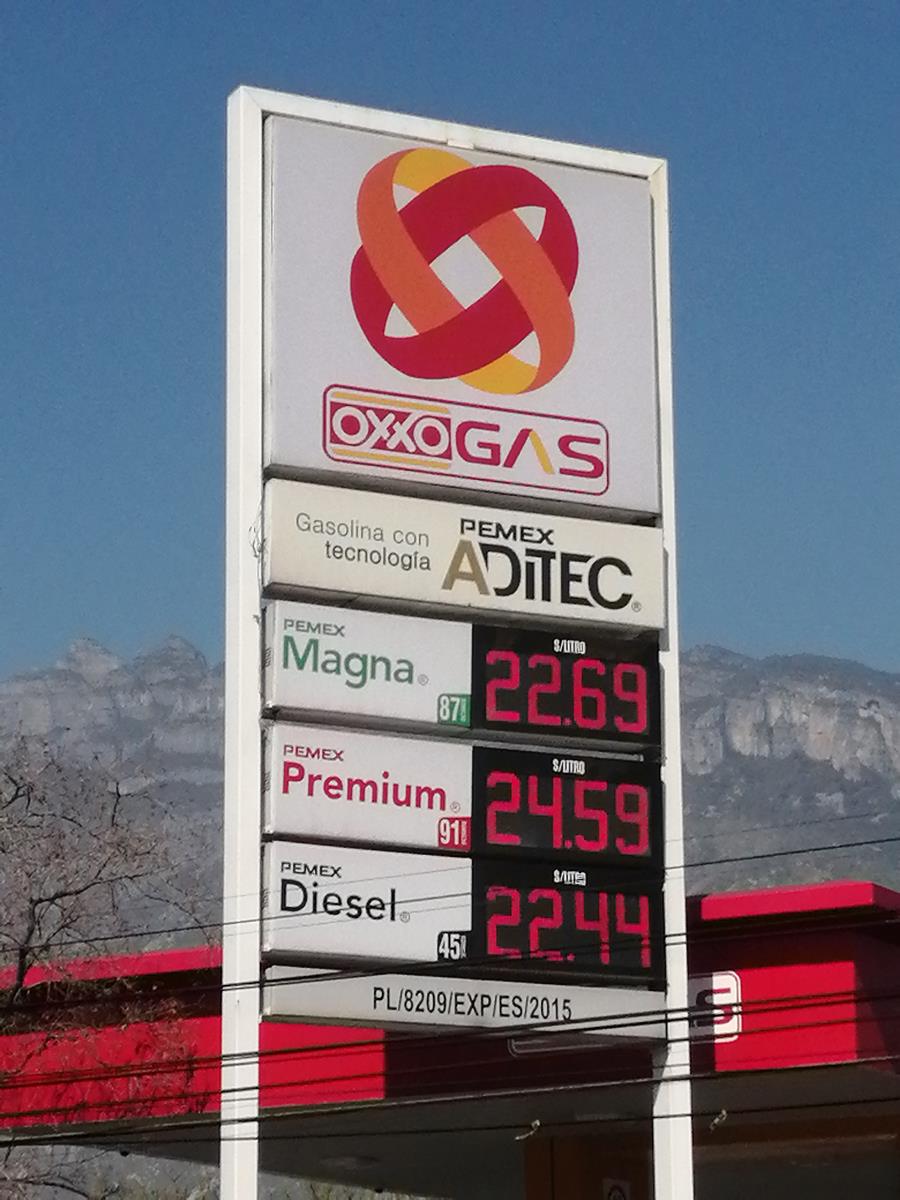 OXXO GAS
Gasolina con
tecnología
PEMEX
ADiTEC®
PEMEX
Magna®
87
$/LITRO
22.69
PEMEX
Premium®
91
$/LITRO
24.59
PEMEX
Diesel®
45
$/LITRO
22.44
PL/8209/EXP/ES/2015
S